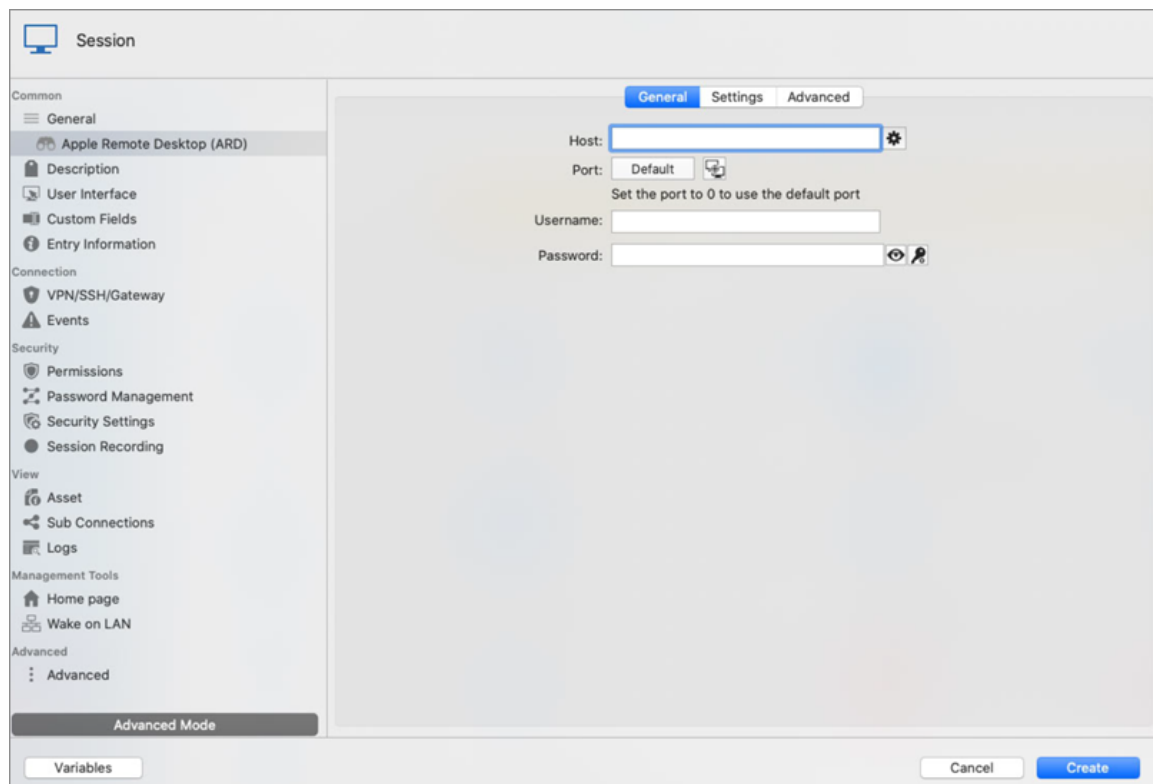 Session
Common
General
Apple Remote Desktop (ARD)
Description
User Interface
Custom Fields
Entry Information
Connection
VPN/SSH/Gateway
Events
Security
Permissions
Password Management
Security Settings
Session Recording
View
Asset
Sub Connections
Logs
Management Tools
Home page
Wake on LAN
Advanced
Advanced
Advanced Mode
General Settings Advanced
Host:
Port: Default
Set the port to 0 to use the default port
Username:
Password:
Variables Cancel Create